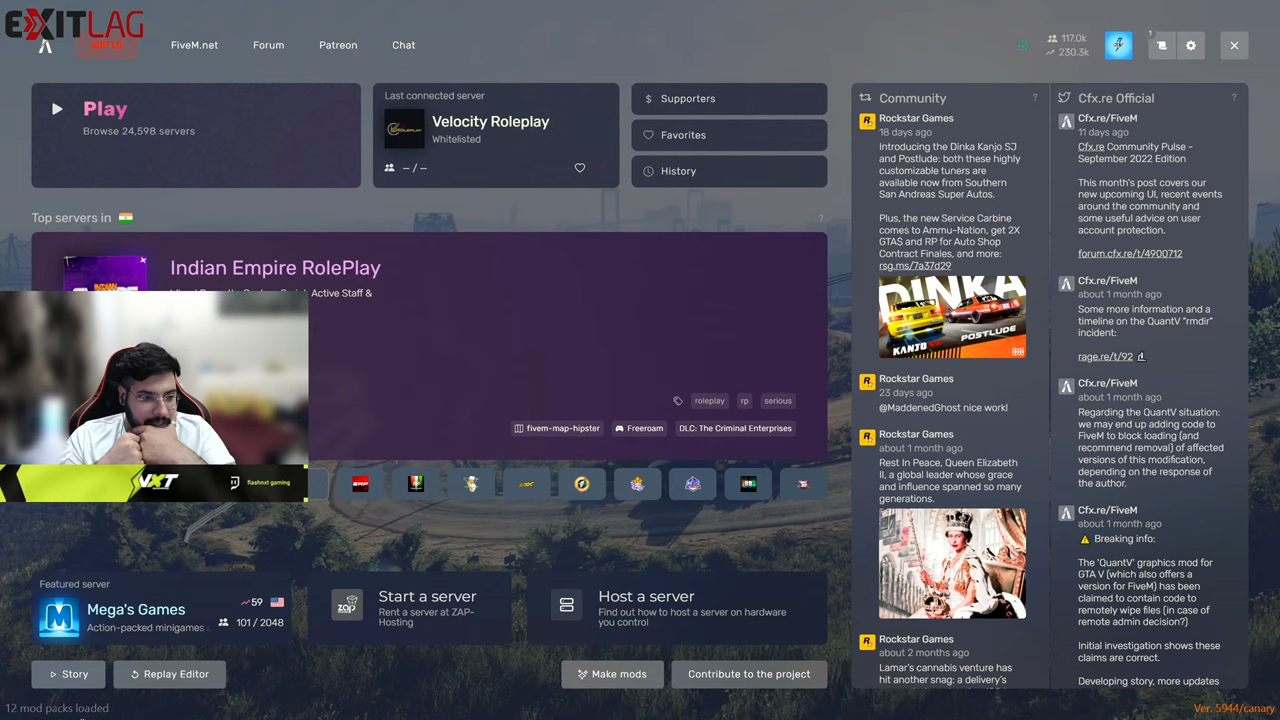 EXITLAG
FiveM.net
Forum
Patreon
Chat
117.0k
230.3k
1
Play
Browse 24,598 servers
Last connected server
Velocity Roleplay
Whitelisted
– / –
$ Supporters
Favorites
History
Top servers in
?
Indian Empire RolePlay
Active Staff &
roleplay
rp
serious
fivem-map-hipster
Freeroam
DLC: The Criminal Enterprises
NXT
flashnxt gaming
Featured server
Mega's Games
Action-packed minigames
59
101 / 2048
ZAP
Start a server
Rent a server at ZAP-
Hosting
Host a server
Find out how to host a server on hardware
you control
Story
Replay Editor
Make mods
Contribute to the project
12 mod packs loaded
Community
?
Rockstar Games
18 days ago
Introducing the Dinka Kanjo SJ
and Postlude: both these highly
customizable tuners are
available now from Southern
San Andreas Super Autos.
Plus, the new Service Carbine
comes to Ammu-Nation, get 2X
GTA$ and RP for Auto Shop
Contract Finales, and more:
rsg.ms/7a37d29
DINKA
KANJO
POSTLUDE
Rockstar Games
23 days ago
@MaddenedGhost nice work!
Rockstar Games
about 1 month ago
Rest In Peace, Queen Elizabeth
II, a global leader whose grace
and influence spanned so many
generations.
Rockstar Games
about 2 months ago
Lamar's cannabis venture has
hit another snag: a delivery's
Cfx.re Official
?
Cfx.re/FiveM
11 days ago
Cfx.re Community Pulse -
September 2022 Edition
This month's post covers our
new upcoming UI, recent events
around the community and
some useful advice on user
account protection.
forum.cfx.re/t/4900712
Cfx.re/FiveM
about 1 month ago
Some more information and a
timeline on the QuantV "rmdir"
incident:
rage.re/t/92
Cfx.re/FiveM
about 1 month ago
Regarding the QuantV situation:
we may end up adding code to
FiveM to block loading (and
recommend removal) of affected
versions of this modification,
depending on the response of
the author.
Cfx.re/FiveM
about 1 month ago
Breaking info:
The 'QuantV' graphics mod for
GTA V (which also offers a
version for FiveM) has been
claimed to contain code to
remotely wipe files (in case of
remote admin decision?)
Initial investigation shows these
claims are correct.
Developing story, more updates
Ver. 5944/canary